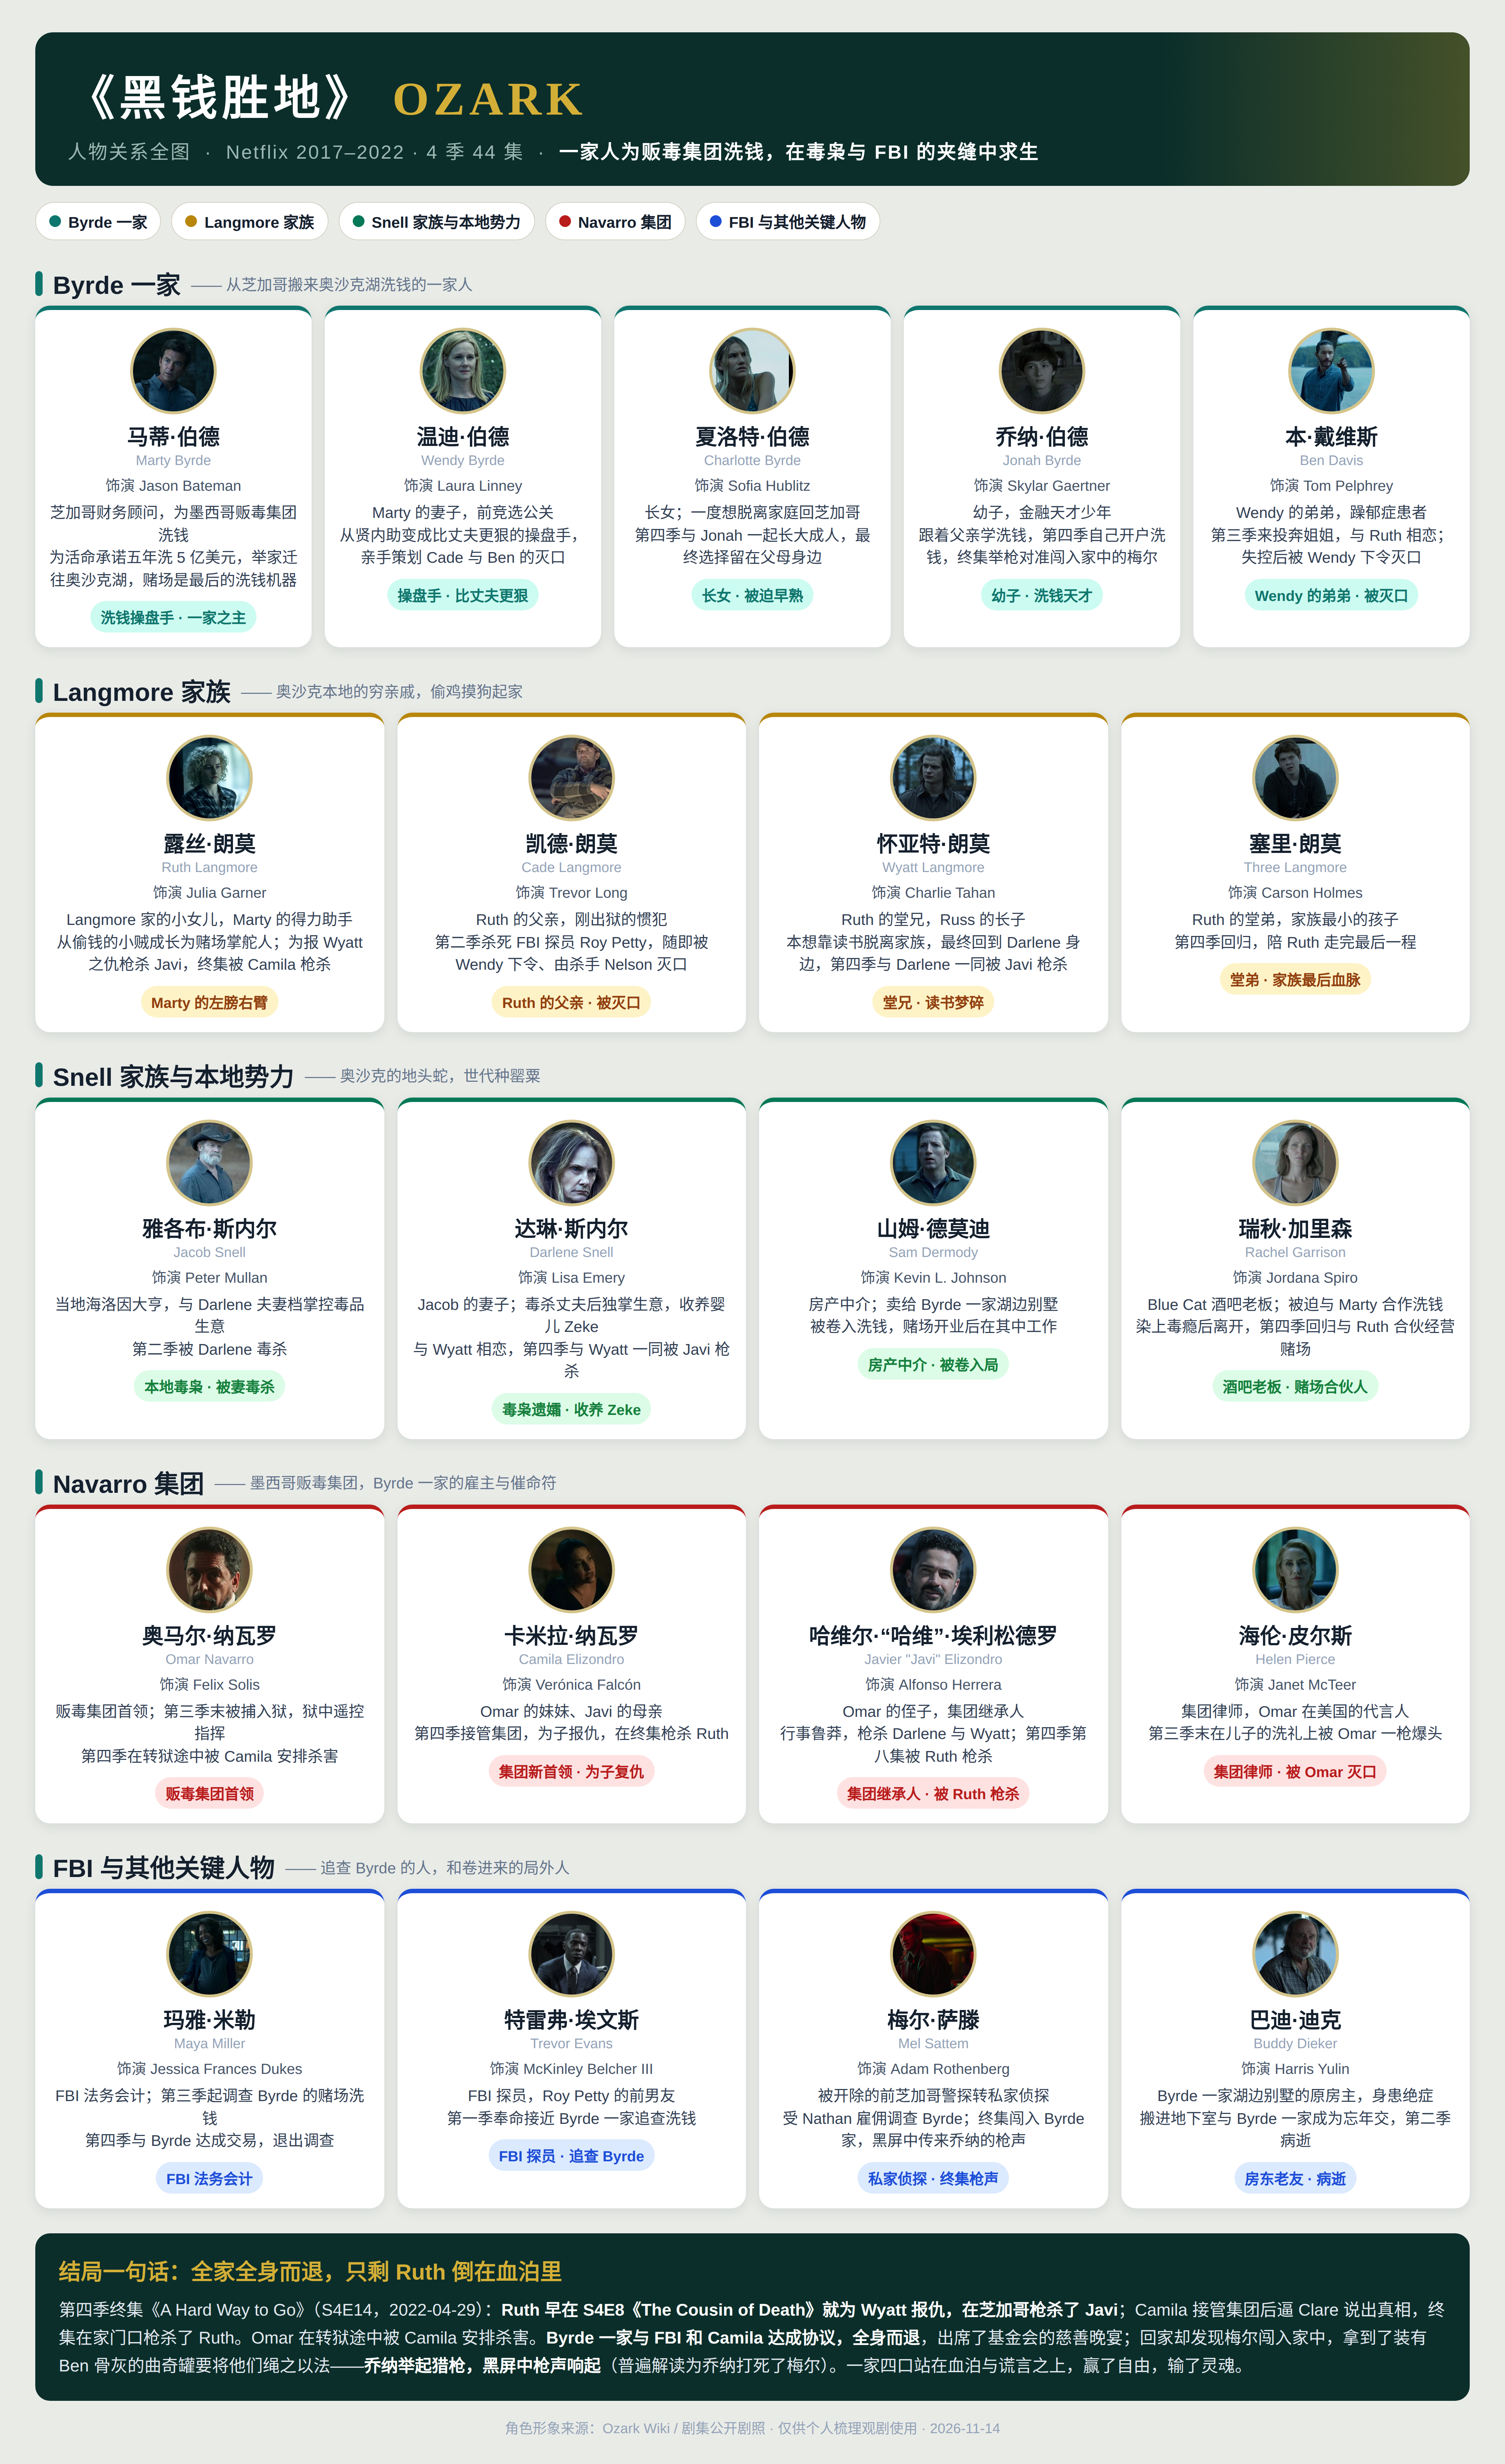 《黑钱胜地》 OZARK
人物关系全图 · Netflix 2017–2022 · 4 季 44 集 · 一家人为贩毒集团洗钱，在毒枭与 FBI 的夹缝中求生
Byrde 一家
Langmore 家族
Snell 家族与本地势力
Navarro 集团
FBI 与其他关键人物
Byrde 一家 —— 从芝加哥搬来奥沙克湖洗钱的一家人
马蒂·伯德
Marty Byrde
饰演 Jason Bateman
芝加哥财务顾问，为墨西哥贩毒集团
洗钱
为活命承诺五年洗 5 亿美元，举家迁
往奥沙克湖，赌场是最后的洗钱机器
洗钱操盘手 · 一家之主
温迪·伯德
Wendy Byrde
饰演 Laura Linney
Marty 的妻子，前竞选公关
从贤内助变成比丈夫更狠的操盘手，
亲手策划 Cade 与 Ben 的灭口
操盘手 · 比丈夫更狠
夏洛特·伯德
Charlotte Byrde
饰演 Sofia Hublitz
长女；一度想脱离家庭回芝加哥
第四季与 Jonah 一起长大成人，最
终选择留在父母身边
长女 · 被迫早熟
乔纳·伯德
Jonah Byrde
饰演 Skylar Gaertner
幼子，金融天才少年
跟着父亲学洗钱，第四季自己开户洗
钱，终集举枪对准闯入家中的梅尔
幼子 · 洗钱天才
本·戴维斯
Ben Davis
饰演 Tom Pelphrey
Wendy 的弟弟，躁郁症患者
第三季来投奔姐姐，与 Ruth 相恋；
失控后被 Wendy 下令灭口
Wendy 的弟弟 · 被灭口
Langmore 家族 —— 奥沙克本地的穷亲戚，偷鸡摸狗起家
露丝·朗莫
Ruth Langmore
饰演 Julia Garner
Langmore 家的小女儿，Marty 的得力助手
从偷钱的小贼成长为赌场掌舵人；为报 Wyatt
之仇枪杀 Javi，终集被 Camila 枪杀
Marty 的左膀右臂
凯德·朗莫
Cade Langmore
饰演 Trevor Long
Ruth 的父亲，刚出狱的惯犯
第二季杀死 FBI 探员 Roy Petty，随即被
Wendy 下令、由杀手 Nelson 灭口
Ruth 的父亲 · 被灭口
怀亚特·朗莫
Wyatt Langmore
饰演 Charlie Tahan
Ruth 的堂兄，Russ 的长子
本想靠读书脱离家族，最终回到 Darlene 身
边，第四季与 Darlene 一同被 Javi 枪杀
堂兄 · 读书梦碎
塞里·朗莫
Three Langmore
饰演 Carson Holmes
Ruth 的堂弟，家族最小的孩子
第四季回归，陪 Ruth 走完最后一程
堂弟 · 家族最后血脉
Snell 家族与本地势力 —— 奥沙克的地头蛇，世代种罂粟
雅各布·斯内尔
Jacob Snell
饰演 Peter Mullan
当地海洛因大亨，与 Darlene 夫妻档掌控毒品
生意
第二季被 Darlene 毒杀
本地毒枭 · 被妻毒杀
达琳·斯内尔
Darlene Snell
饰演 Lisa Emery
Jacob 的妻子；毒杀丈夫后独掌生意，收养婴
儿 Zeke
与 Wyatt 相恋，第四季与 Wyatt 一同被 Javi 枪
杀
毒枭遗孀 · 收养 Zeke
山姆·德莫迪
Sam Dermody
饰演 Kevin L. Johnson
房产中介；卖给 Byrde 一家湖边别墅
被卷入洗钱，赌场开业后在其中工作
房产中介 · 被卷入局
瑞秋·加里森
Rachel Garrison
饰演 Jordana Spiro
Blue Cat 酒吧老板；被迫与 Marty 合作洗钱
染上毒瘾后离开，第四季回归与 Ruth 合伙经营
赌场
酒吧老板 · 赌场合伙人
Navarro 集团 —— 墨西哥贩毒集团，Byrde 一家的雇主与催命符
奥马尔·纳瓦罗
Omar Navarro
饰演 Felix Solis
贩毒集团首领；第三季末被捕入狱，狱中遥控
指挥
第四季在转狱途中被 Camila 安排杀害
贩毒集团首领
卡米拉·纳瓦罗
Camila Elizondro
饰演 Verónica Falcón
Omar 的妹妹、Javi 的母亲
第四季接管集团，为子报仇，在终集枪杀 Ruth
集团新首领 · 为子复仇
哈维尔·“哈维”·埃利松德罗
Javier "Javi" Elizondro
饰演 Alfonso Herrera
Omar 的侄子，集团继承人
行事鲁莽，枪杀 Darlene 与 Wyatt；第四季第
八集被 Ruth 枪杀
集团继承人 · 被 Ruth 枪杀
海伦·皮尔斯
Helen Pierce
饰演 Janet McTeer
集团律师，Omar 在美国的代言人
第三季末在儿子的洗礼上被 Omar 一枪爆头
集团律师 · 被 Omar 灭口
FBI 与其他关键人物 —— 追查 Byrde 的人，和卷进来的局外人
玛雅·米勒
Maya Miller
饰演 Jessica Frances Dukes
FBI 法务会计；第三季起调查 Byrde 的赌场洗
钱
第四季与 Byrde 达成交易，退出调查
FBI 法务会计
特雷弗·埃文斯
Trevor Evans
饰演 McKinley Belcher III
FBI 探员，Roy Petty 的前男友
第一季奉命接近 Byrde 一家追查洗钱
FBI 探员 · 追查 Byrde
梅尔·萨滕
Mel Sattem
饰演 Adam Rothenberg
被开除的前芝加哥警探转私家侦探
受 Nathan 雇佣调查 Byrde；终集闯入 Byrde
家，黑屏中传来乔纳的枪声
私家侦探 · 终集枪声
巴迪·迪克
Buddy Dieker
饰演 Harris Yulin
Byrde 一家湖边别墅的原房主，身患绝症
搬进地下室与 Byrde 一家成为忘年交，第二季
病逝
房东老友 · 病逝
结局一句话：全家全身而退，只剩 Ruth 倒在血泊里
第四季终集《A Hard Way to Go》（S4E14，2022-04-29）：Ruth 早在 S4E8《The Cousin of Death》就为 Wyatt 报仇，在芝加哥枪杀了 Javi；Camila 接管集团后逼 Clare 说出真相，终
集在家门口枪杀了 Ruth。Omar 在转狱途中被 Camila 安排杀害。Byrde 一家与 FBI 和 Camila 达成协议，全身而退，出席了基金会的慈善晚宴；回家却发现梅尔闯入家中，拿到了装有
Ben 骨灰的曲奇罐要将他们绳之以法——乔纳举起猎枪，黑屏中枪声响起（普遍解读为乔纳打死了梅尔）。一家四口站在血泊与谎言之上，赢了自由，输了灵魂。
角色形象来源：Ozark Wiki / 剧集公开剧照 · 仅供个人梳理观剧使用 · 2026-11-14